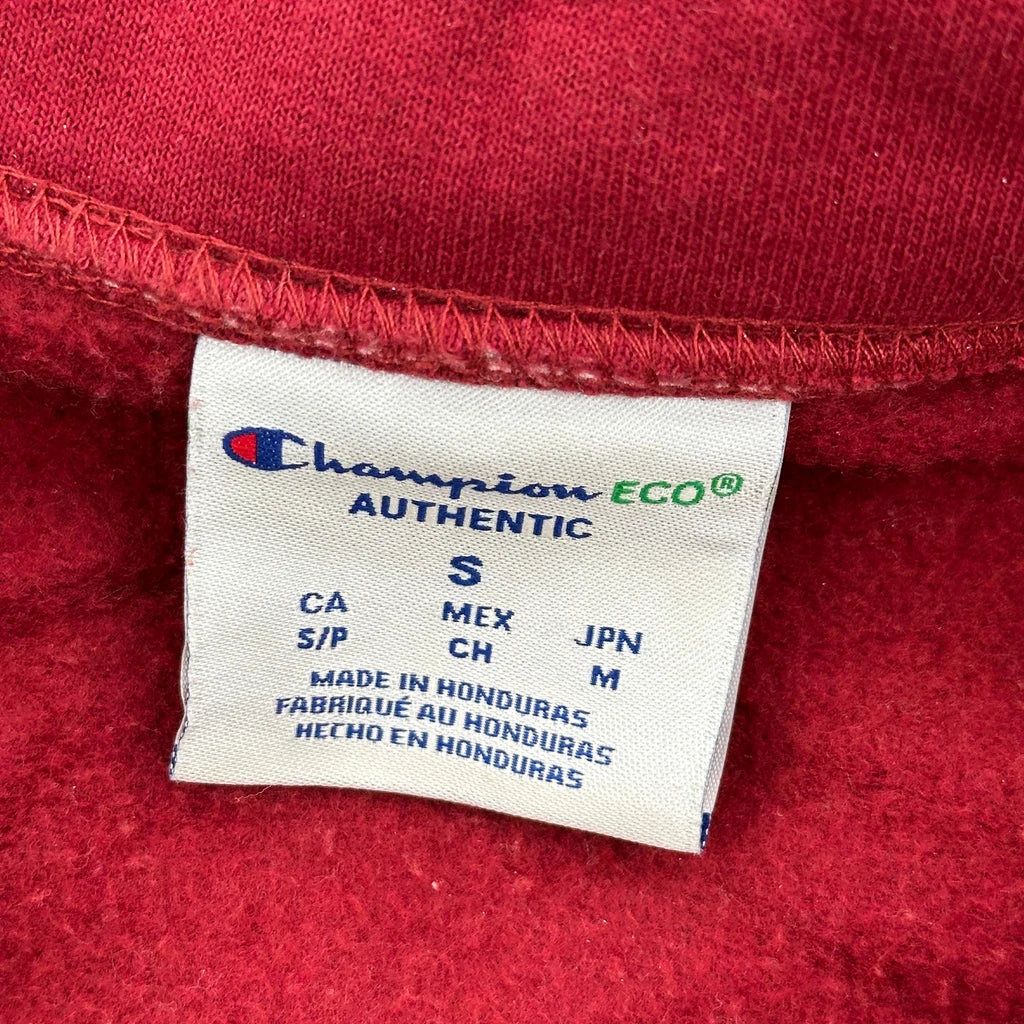 Champion ECO®
AUTHENTIC
S
CA MEX JPN
S/P CH M
MADE IN HONDURAS
FABRIQUÉ AU HONDURAS
HECHO EN HONDURAS